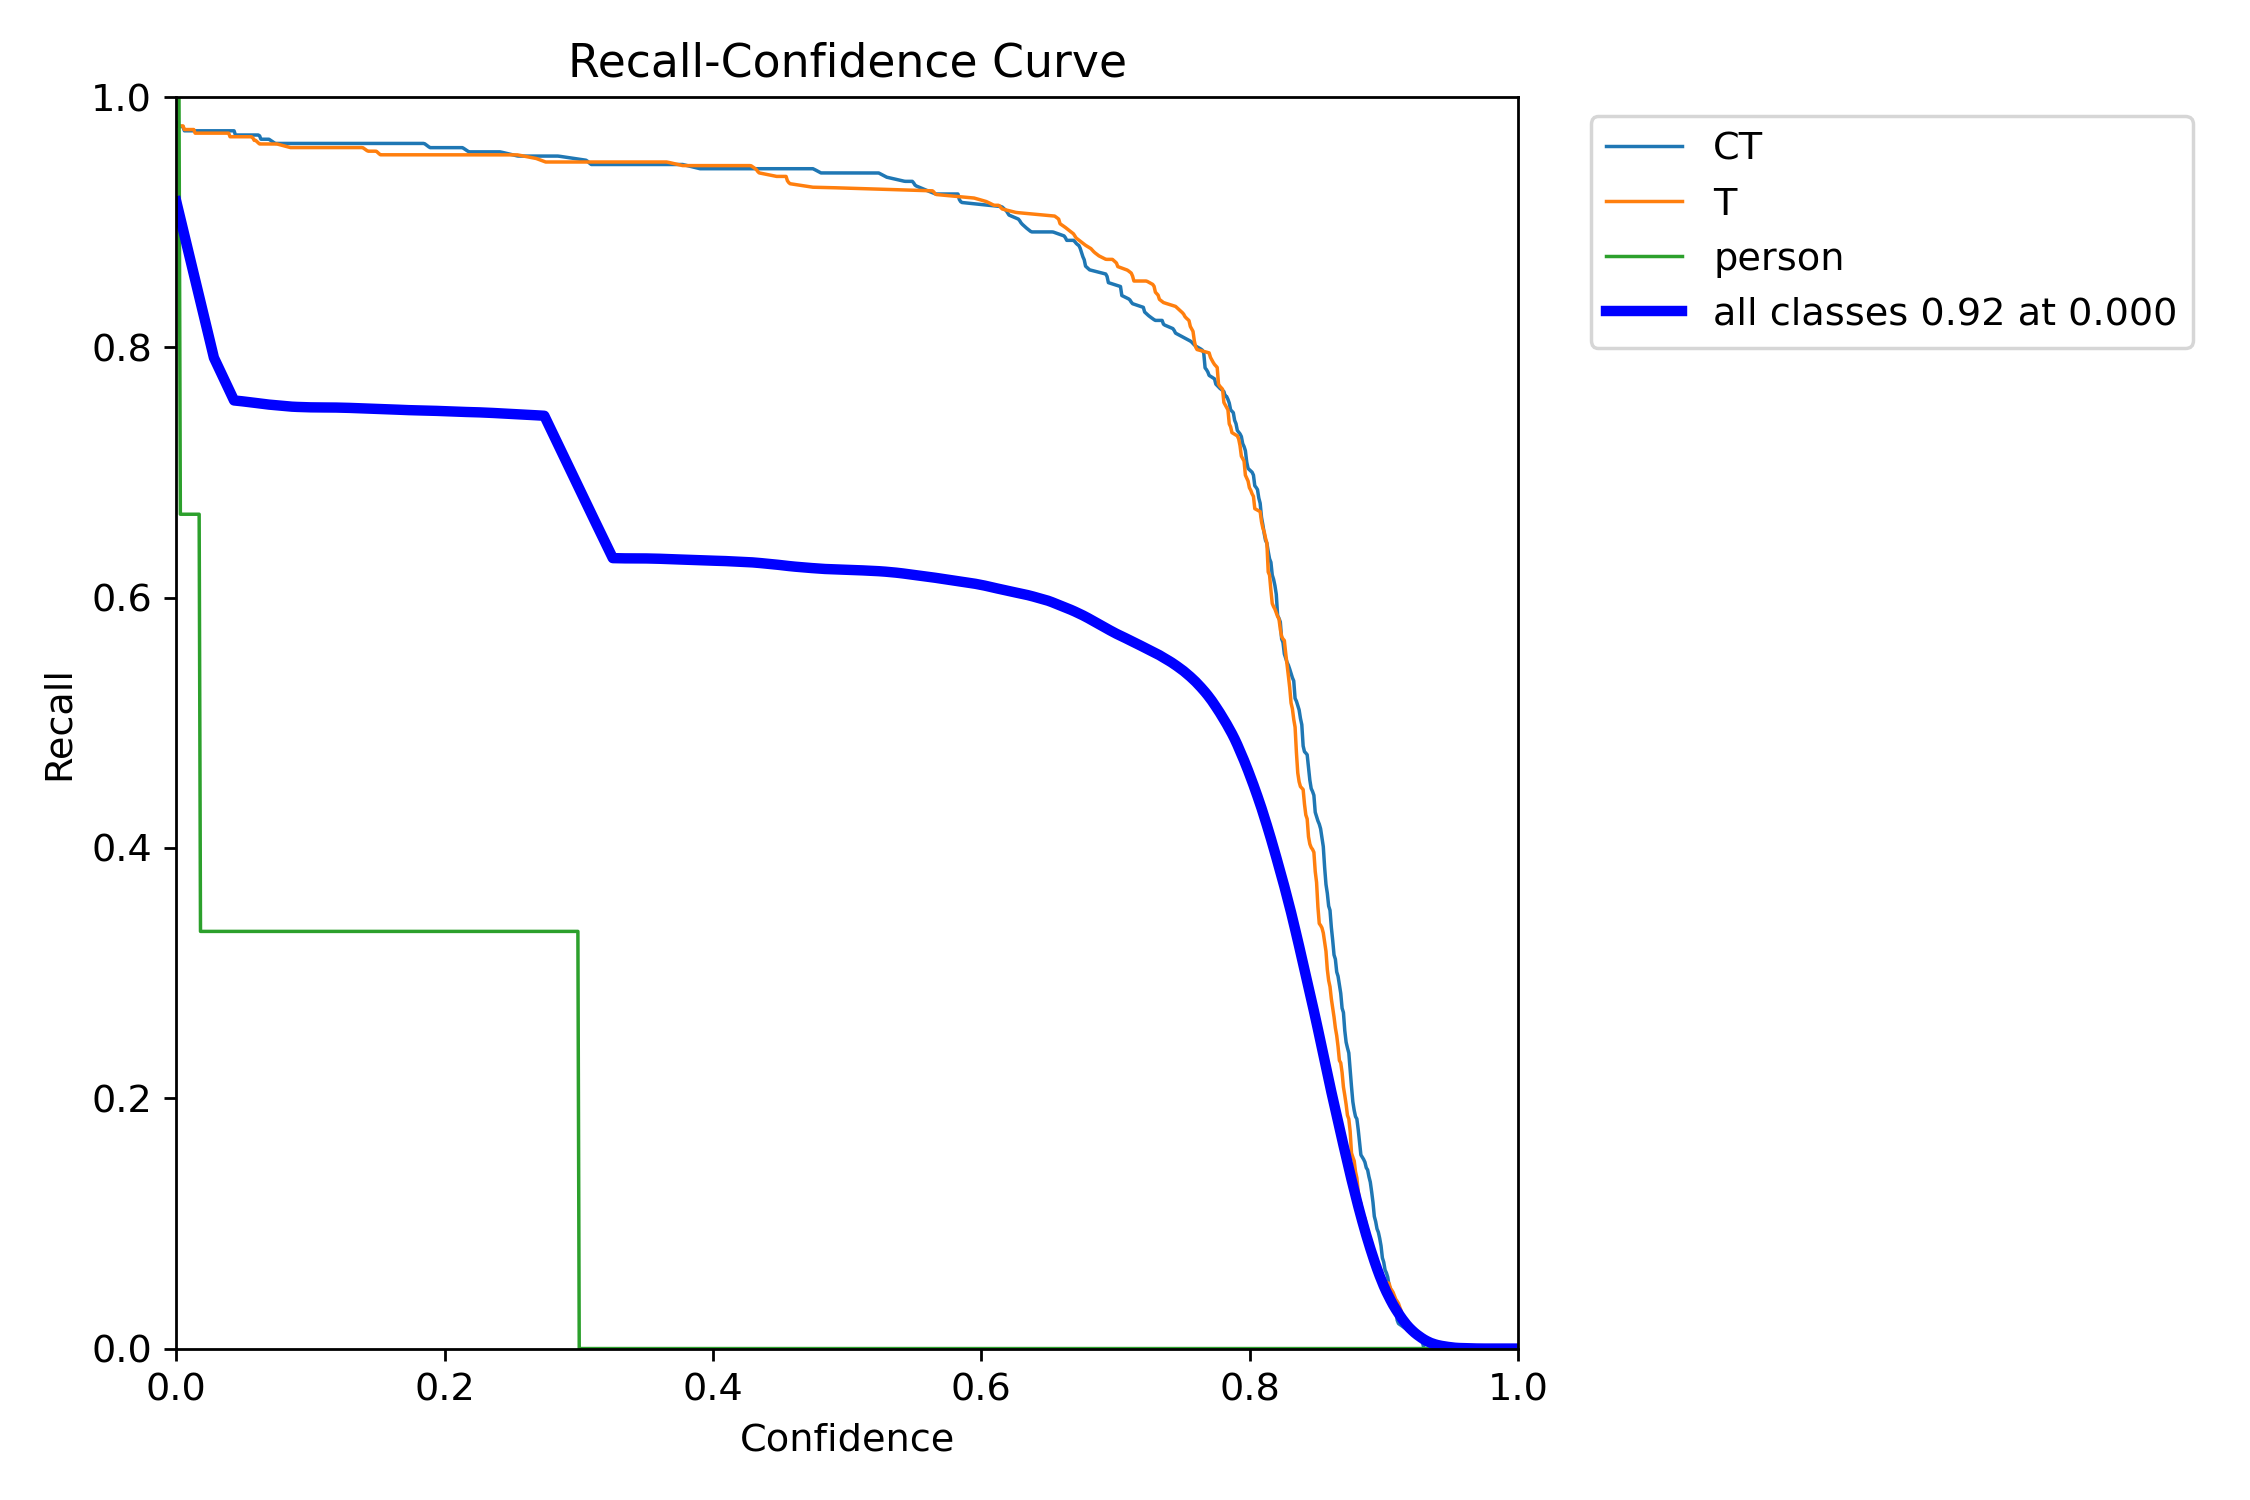 Recall-Confidence Curve
1.0
0.8
0.6
0.4
0.2
0.0
Recall
0.0 0.2 0.4 0.6 0.8 1.0
Confidence
CT
T
person
all classes 0.92 at 0.000